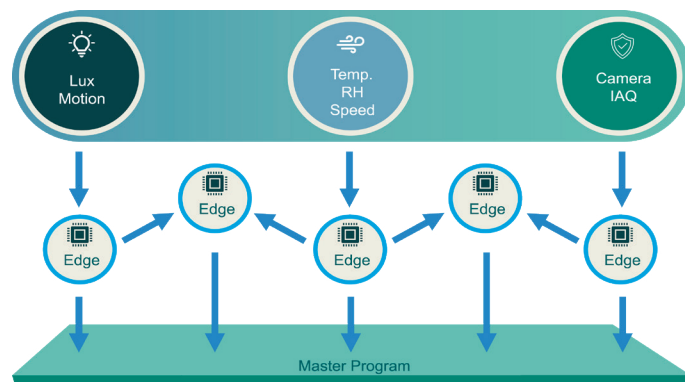 Lux
Motion
Temp.
RH
Speed
Camera
IAQ
Edge
Edge
Edge
Edge
Edge
Master Program